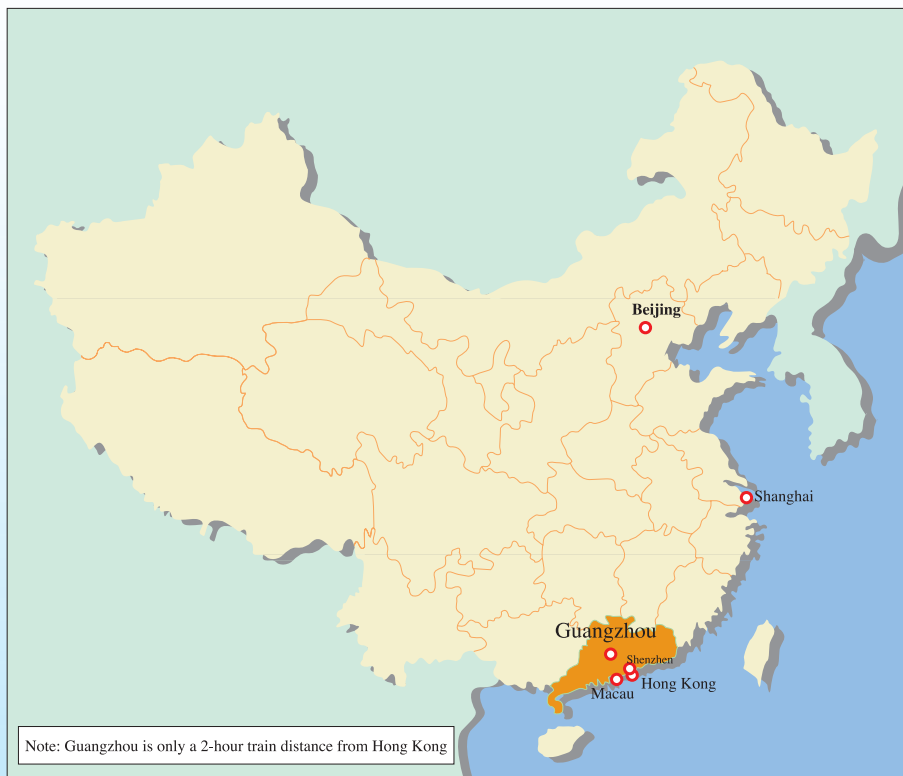 Beijing
Shanghai
Guangzhou
Shenzhen
Hong Kong
Macau
Note: Guangzhou is only a 2-hour train distance from Hong Kong